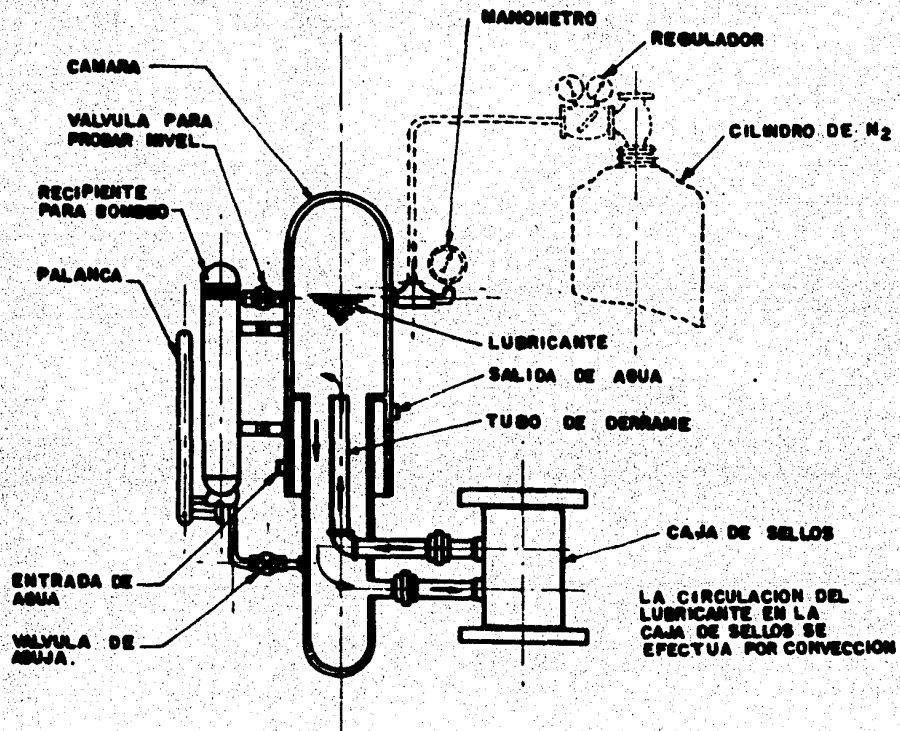 MANOMETRO
REGULADOR
CAMARA
VALVULA PARA
PROBAR NIVEL
CILINDRO DE N2
RECIPIENTE
PARA BOMBEO
PALANCA
LUBRICANTE
SALIDA DE AGUA
TUBO DE DERRAME
CAJA DE SELLOS
ENTRADA DE
AGUA
VALVULA DE
AGUJA.
LA CIRCULACION DEL
LUBRICANTE EN LA
CAJA DE SELLOS SE
EFECTUA POR CONVECCION